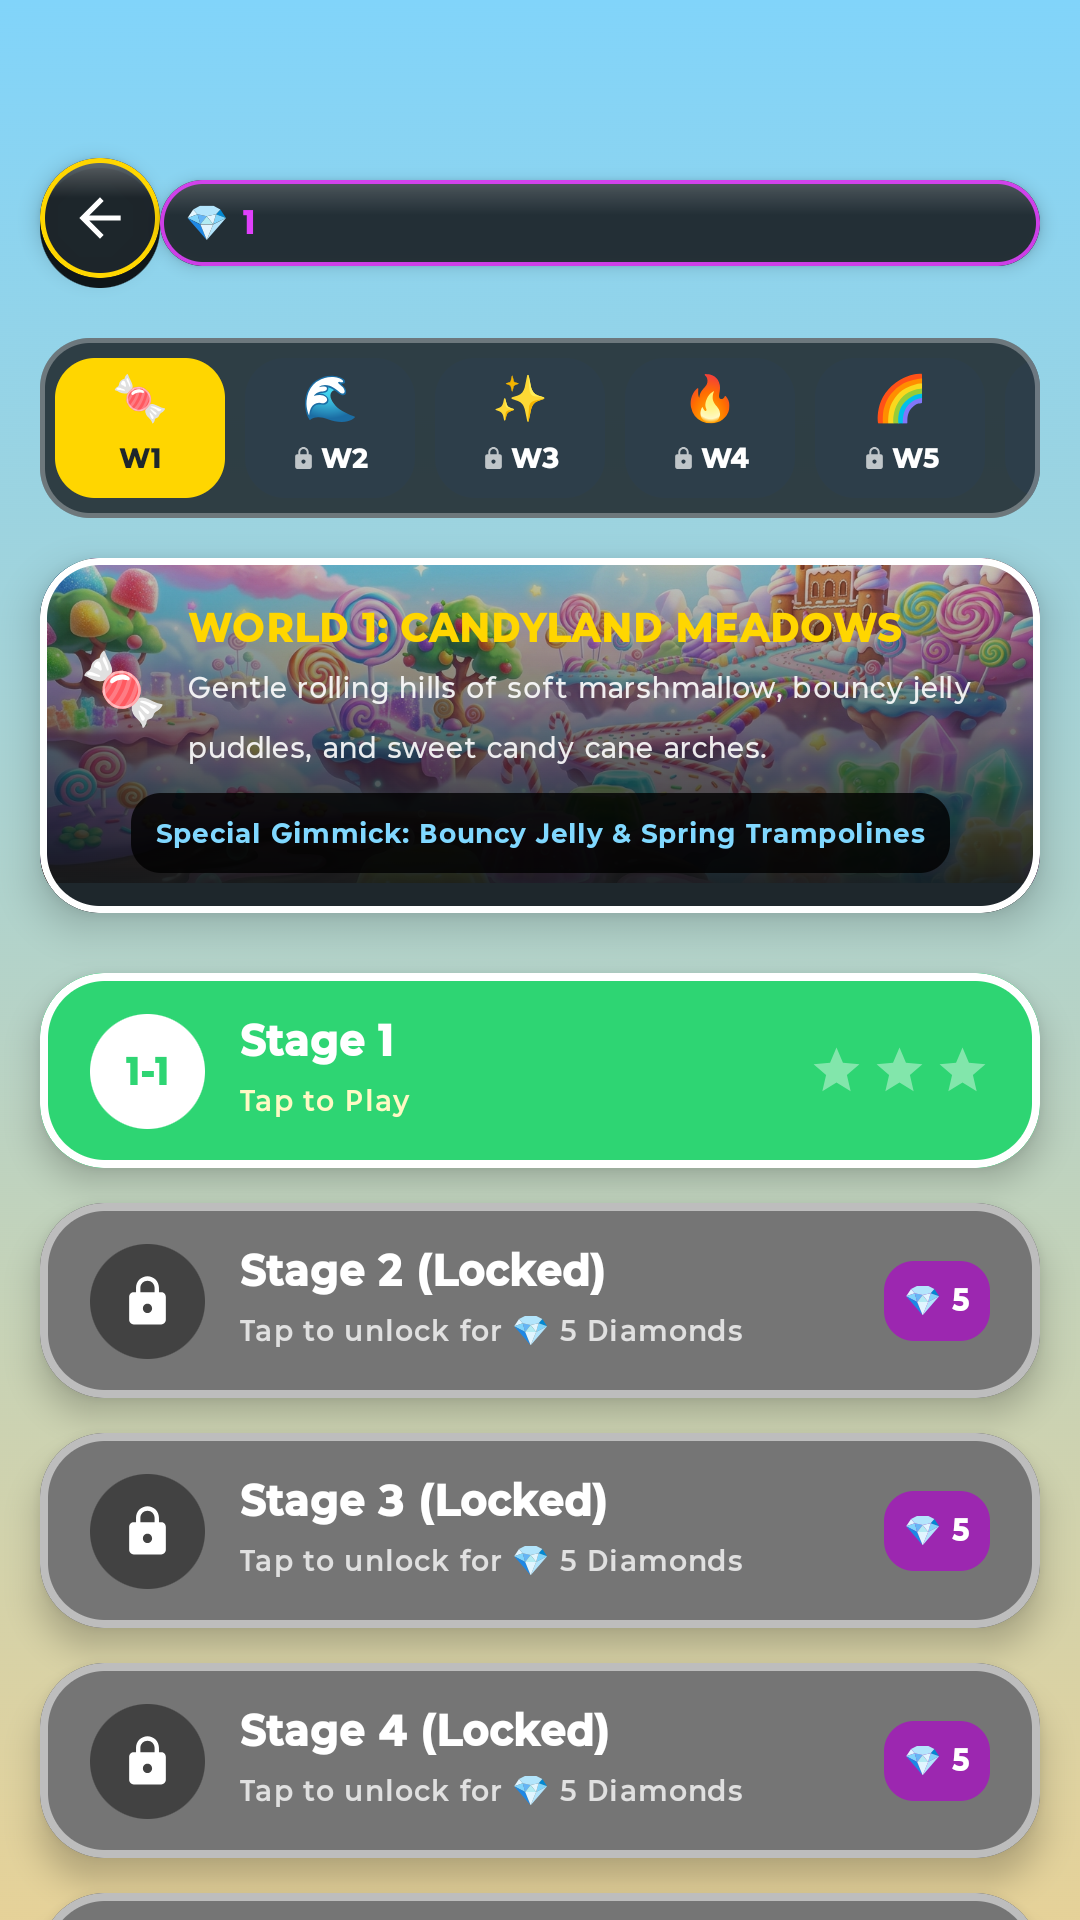 1
W1
W2
W3
W4
W5
WORLD 1: CANDYLAND MEADOWS
Gentle rolling hills of soft marshmallow, bouncy jelly
puddles, and sweet candy cane arches.
Special Gimmick: Bouncy Jelly & Spring Trampolines
1-1
Stage 1
Tap to Play
Stage 2 (Locked)
Tap to unlock for 💎 5 Diamonds
💎 5
Stage 3 (Locked)
Tap to unlock for 💎 5 Diamonds
💎 5
Stage 4 (Locked)
Tap to unlock for 💎 5 Diamonds
💎 5